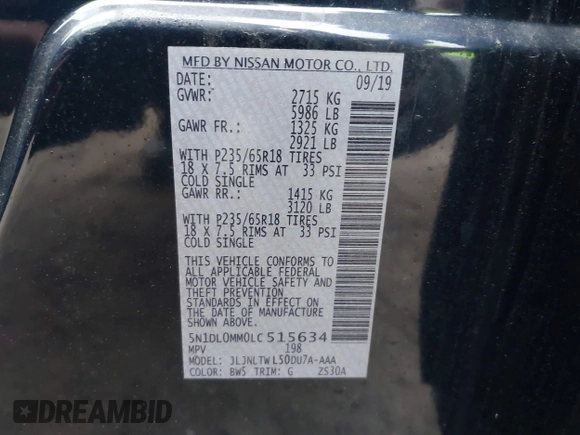 MFD BY NISSAN MOTOR CO., LTD.
DATE: 09/19
GVWR: 2715 KG
5986 LB
GAWR FR.: 1325 KG
2921 LB
WITH P235/65R18 TIRES
18 X 7.5 RIMS AT 33 PSI
COLD SINGLE
GAWR RR.: 1415 KG
3120 LB
WITH P235/65R18 TIRES
18 X 7.5 RIMS AT 33 PSI
COLD SINGLE
THIS VEHICLE CONFORMS TO
ALL APPLICABLE FEDERAL
MOTOR VEHICLE SAFETY AND
THEFT PREVENTION
STANDARDS IN EFFECT ON
THE DATE OF MANUFACTURE
SHOWN ABOVE.
5N1DL0MM0LC515634
MPV 198
MODEL: JLJNLTWL50DU7A-AAA
COLOR: BW5 TRIM: G ZS30A
DREAMBID